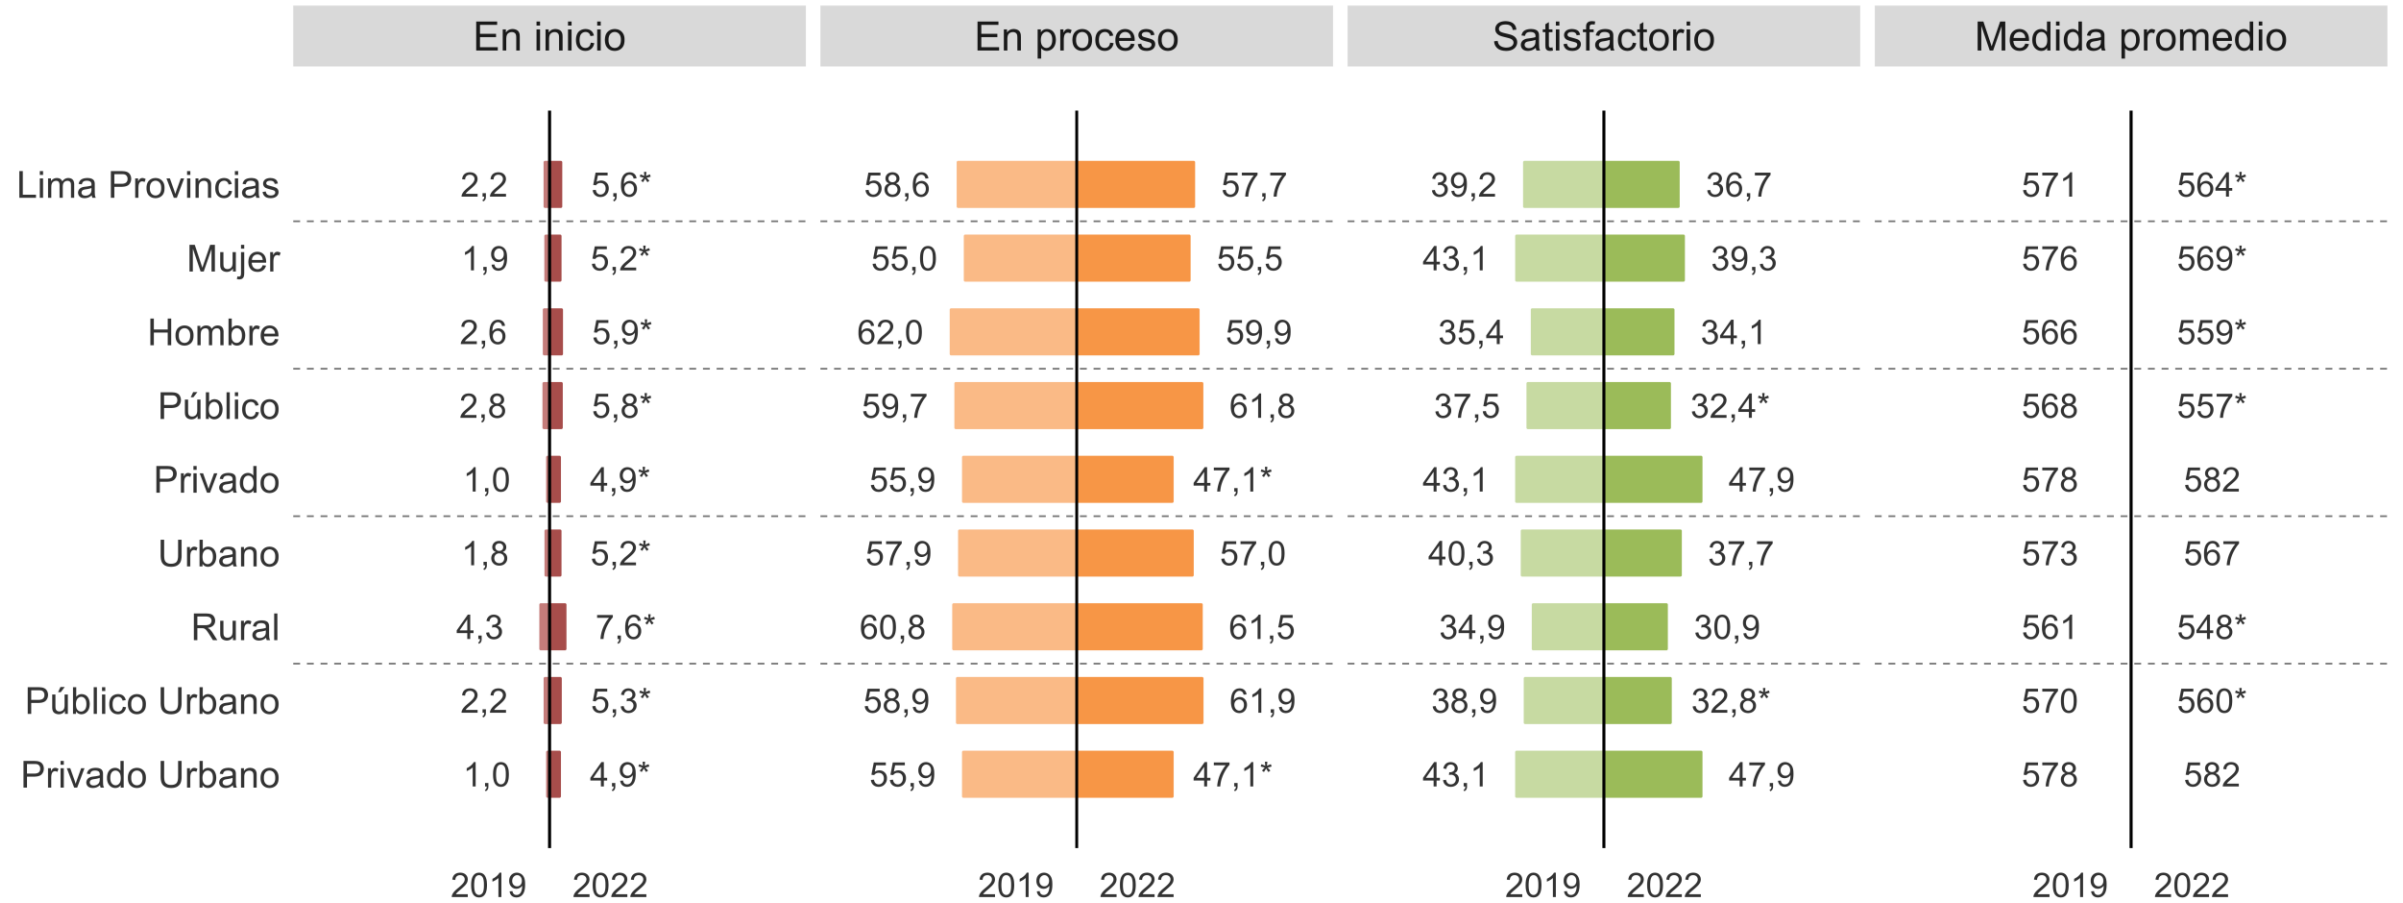 En inicio En proceso Satisfactorio Medida promedio
Lima Provincias 2,2 5,6* 58,6 57,7 39,2 36,7 571 564*
Mujer 1,9 5,2* 55,0 55,5 43,1 39,3 576 569*
Hombre 2,6 5,9* 62,0 59,9 35,4 34,1 566 559*
Público 2,8 5,8* 59,7 61,8 37,5 32,4* 568 557*
Privado 1,0 4,9* 55,9 47,1* 43,1 47,9 578 582
Urbano 1,8 5,2* 57,9 57,0 40,3 37,7 573 567
Rural 4,3 7,6* 60,8 61,5 34,9 30,9 561 548*
Público Urbano 2,2 5,3* 58,9 61,9 38,9 32,8* 570 560*
Privado Urbano 1,0 4,9* 55,9 47,1* 43,1 47,9 578 582
2019 2022 2019 2022 2019 2022 2019 2022